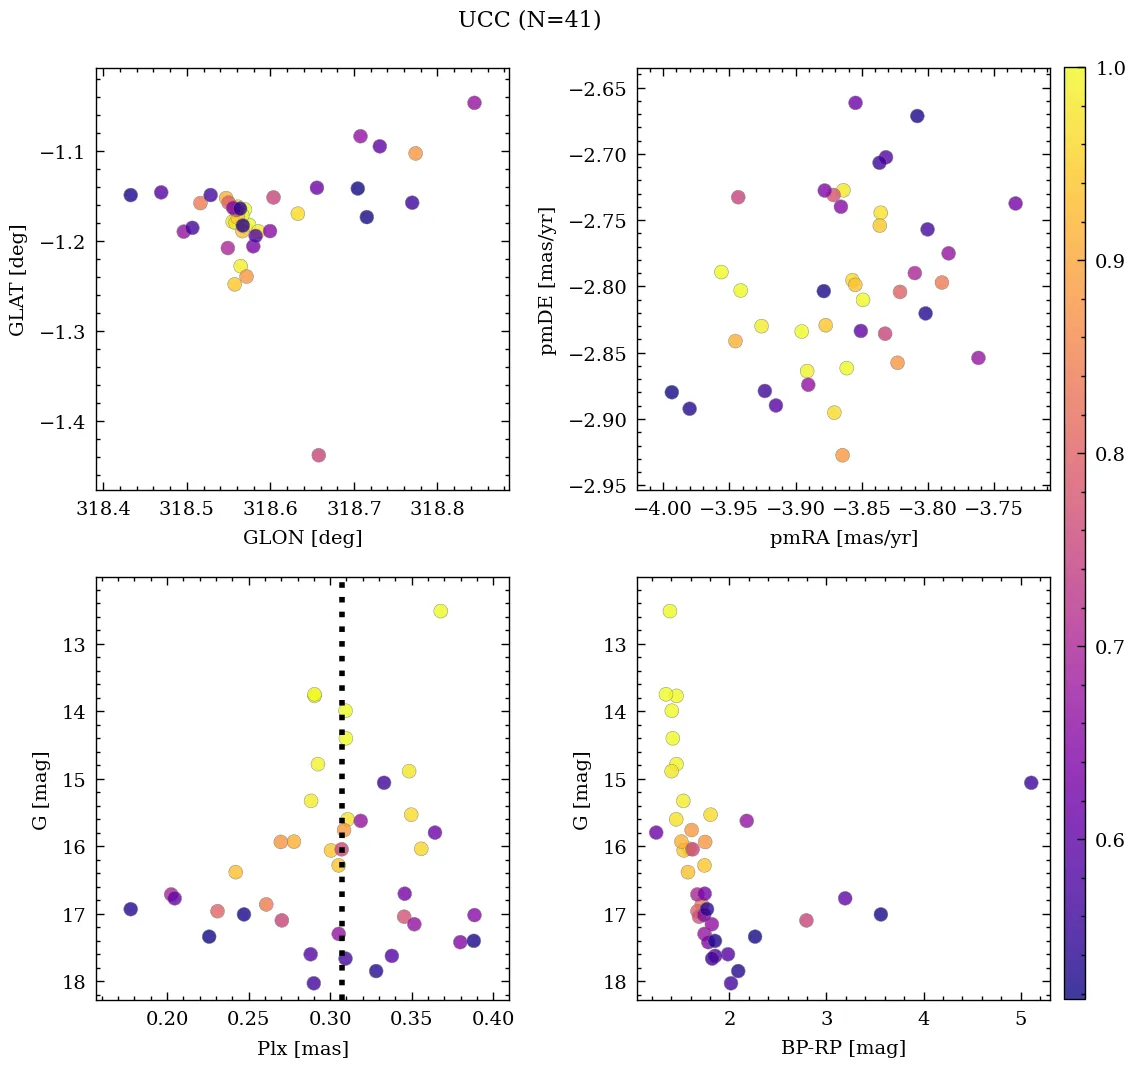 UCC (N=41)
−1.1
−1.2
−1.3
−1.4
GLAT [deg]
318.4 318.5 318.6 318.7 318.8
GLON [deg]
−2.65
−2.70
−2.75
−2.80
−2.85
−2.90
−2.95
pmDE [mas/yr]
−4.00 −3.95 −3.90 −3.85 −3.80 −3.75
pmRA [mas/yr]
1.0
0.9
0.8
0.7
0.6
13
14
15
16
17
18
G [mag]
0.20 0.25 0.30 0.35 0.40
Plx [mas]
13
14
15
16
17
18
G [mag]
2 3 4 5
BP-RP [mag]